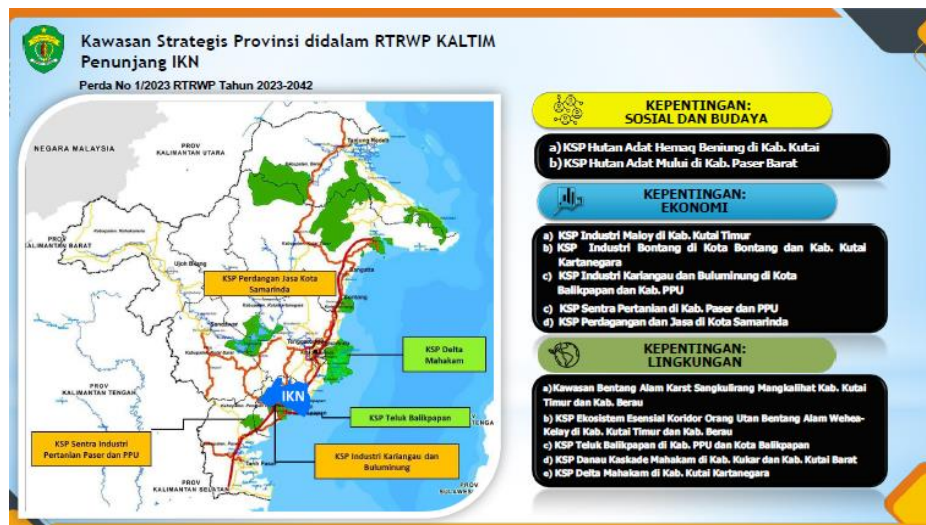 Kawasan Strategis Provinsi didalam RTRWP KALTIM
Penunjang IKN
Perda No 1/2023 RTRWP Tahun 2023-2042
NEGARA MALAYSIA
PROV
KALIMANTAN UTARA
PROV
KALIMANTAN BARAT
Ujoh Bilang
KSP Perdangan Jasa Kota
Samarinda
Sangatta
Sendawar
KSP Delta
Mahakam
IKN
PROV
KALIMANTAN TENGAH
KSP Teluk Balikpapan
KSP Sentra Industri
Pertanian Paser dan PPU
KSP Industri Kariangau dan
Buluminung
PROV
KALIMANTAN SELATAN
PROV
KEPENTINGAN:
SOSIAL DAN BUDAYA
a) KSP Hutan Adat Hemaq Beniung di Kab. Kutai
b) KSP Hutan Adat Mului di Kab. Paser Barat
KEPENTINGAN:
EKONOMI
a) KSP Industri Maloy di Kab. Kutai Timur
b) KSP Industri Bontang di Kota Bontang dan Kab. Kutai
Kartanegara
c) KSP Industri Kariangau dan Buluminung di Kota
Balikpapan dan Kab. PPU
c) KSP Sentra Pertanian di Kab. Paser dan PPU
d) KSP Perdagangan dan Jasa di Kota Samarinda
KEPENTINGAN:
LINGKUNGAN
a)Kawasan Bentang Alam Karst Sangkulirang Mangkalihat Kab. Kutai
Timur dan Kab. Berau
b) KSP Ekosistem Esensial Koridor Orang Utan Bentang Alam Wehea-
Kelay di Kab. Kutai Timur dan Kab. Berau
c) KSP Teluk Balikpapan di Kab. PPU dan Kota Balikpapan
d) KSP Danau Kaskade Mahakam di Kab. Kukar dan Kab. Kutai Barat
e) KSP Delta Mahakam di Kab. Kutai Kartanegara